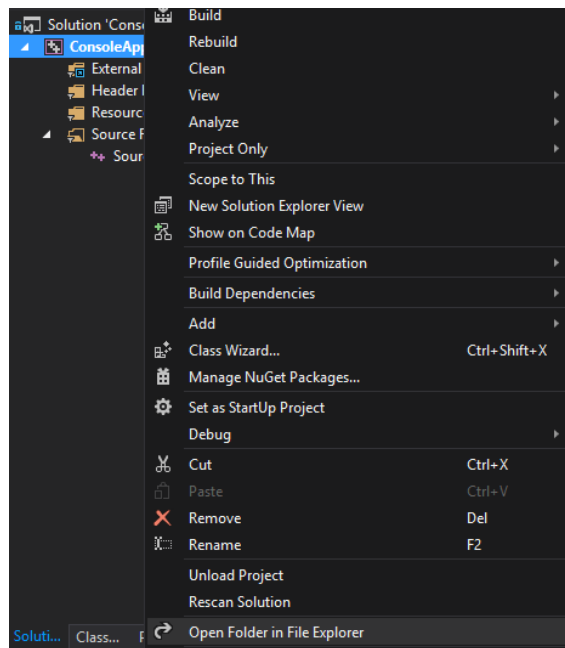 Solution 'Conso
ConsoleApp
External
Header
Resourc
Source F
Sour
Build
Rebuild
Clean
View
Analyze
Project Only
Scope to This
New Solution Explorer View
Show on Code Map
Profile Guided Optimization
Build Dependencies
Add
Class Wizard... Ctrl+Shift+X
Manage NuGet Packages...
Set as StartUp Project
Debug
Cut Ctrl+X
Paste Ctrl+V
Remove Del
Rename F2
Unload Project
Rescan Solution
Open Folder in File Explorer
Soluti... Class...